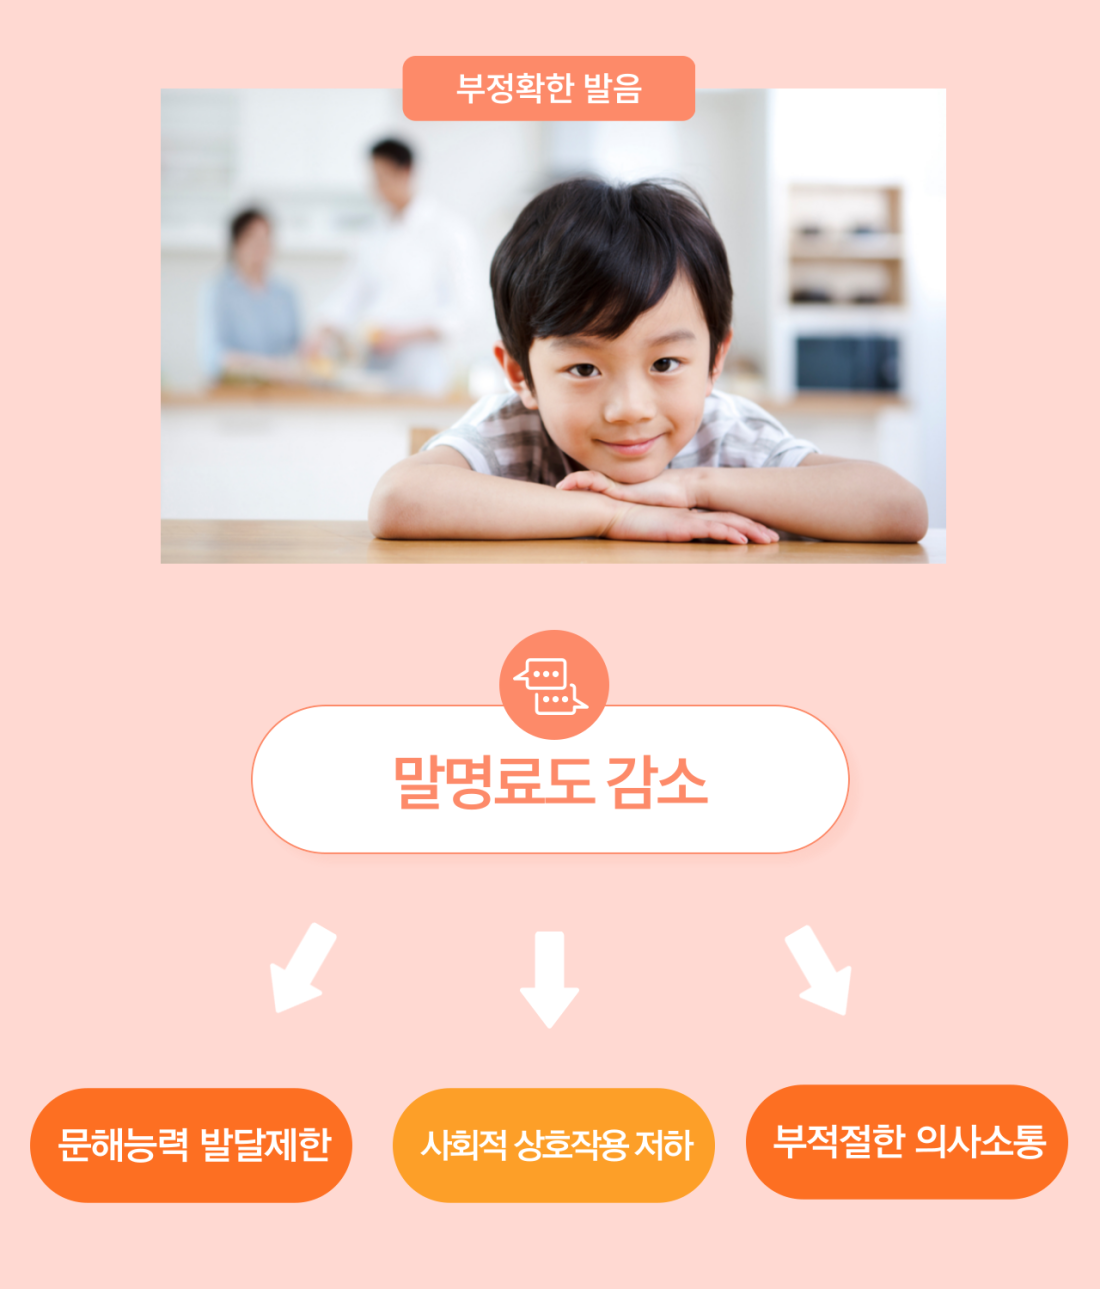 부정확한 발음
말명료도 감소
문해능력 발달제한
사회적 상호작용 저하
부적절한 의사소통